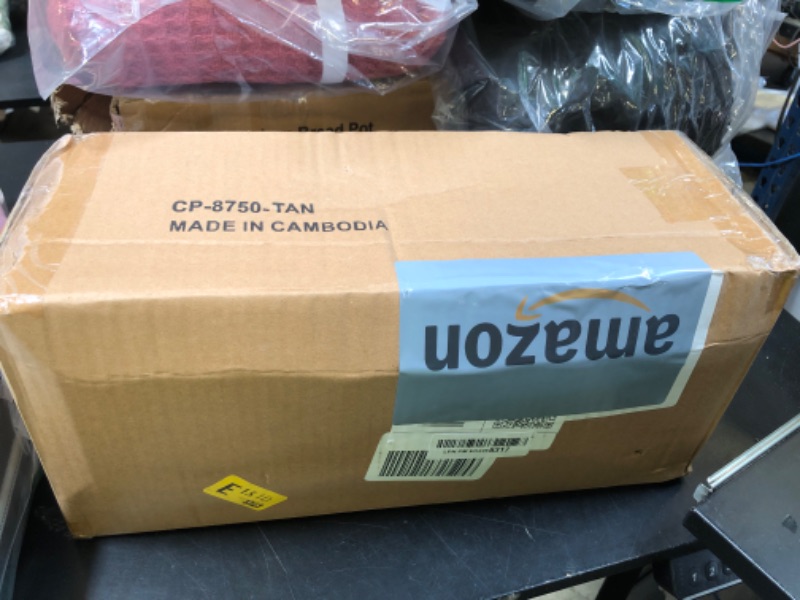 Bread Pot
CP-8750-TAN
MADE IN CAMBODIA
amazon
E